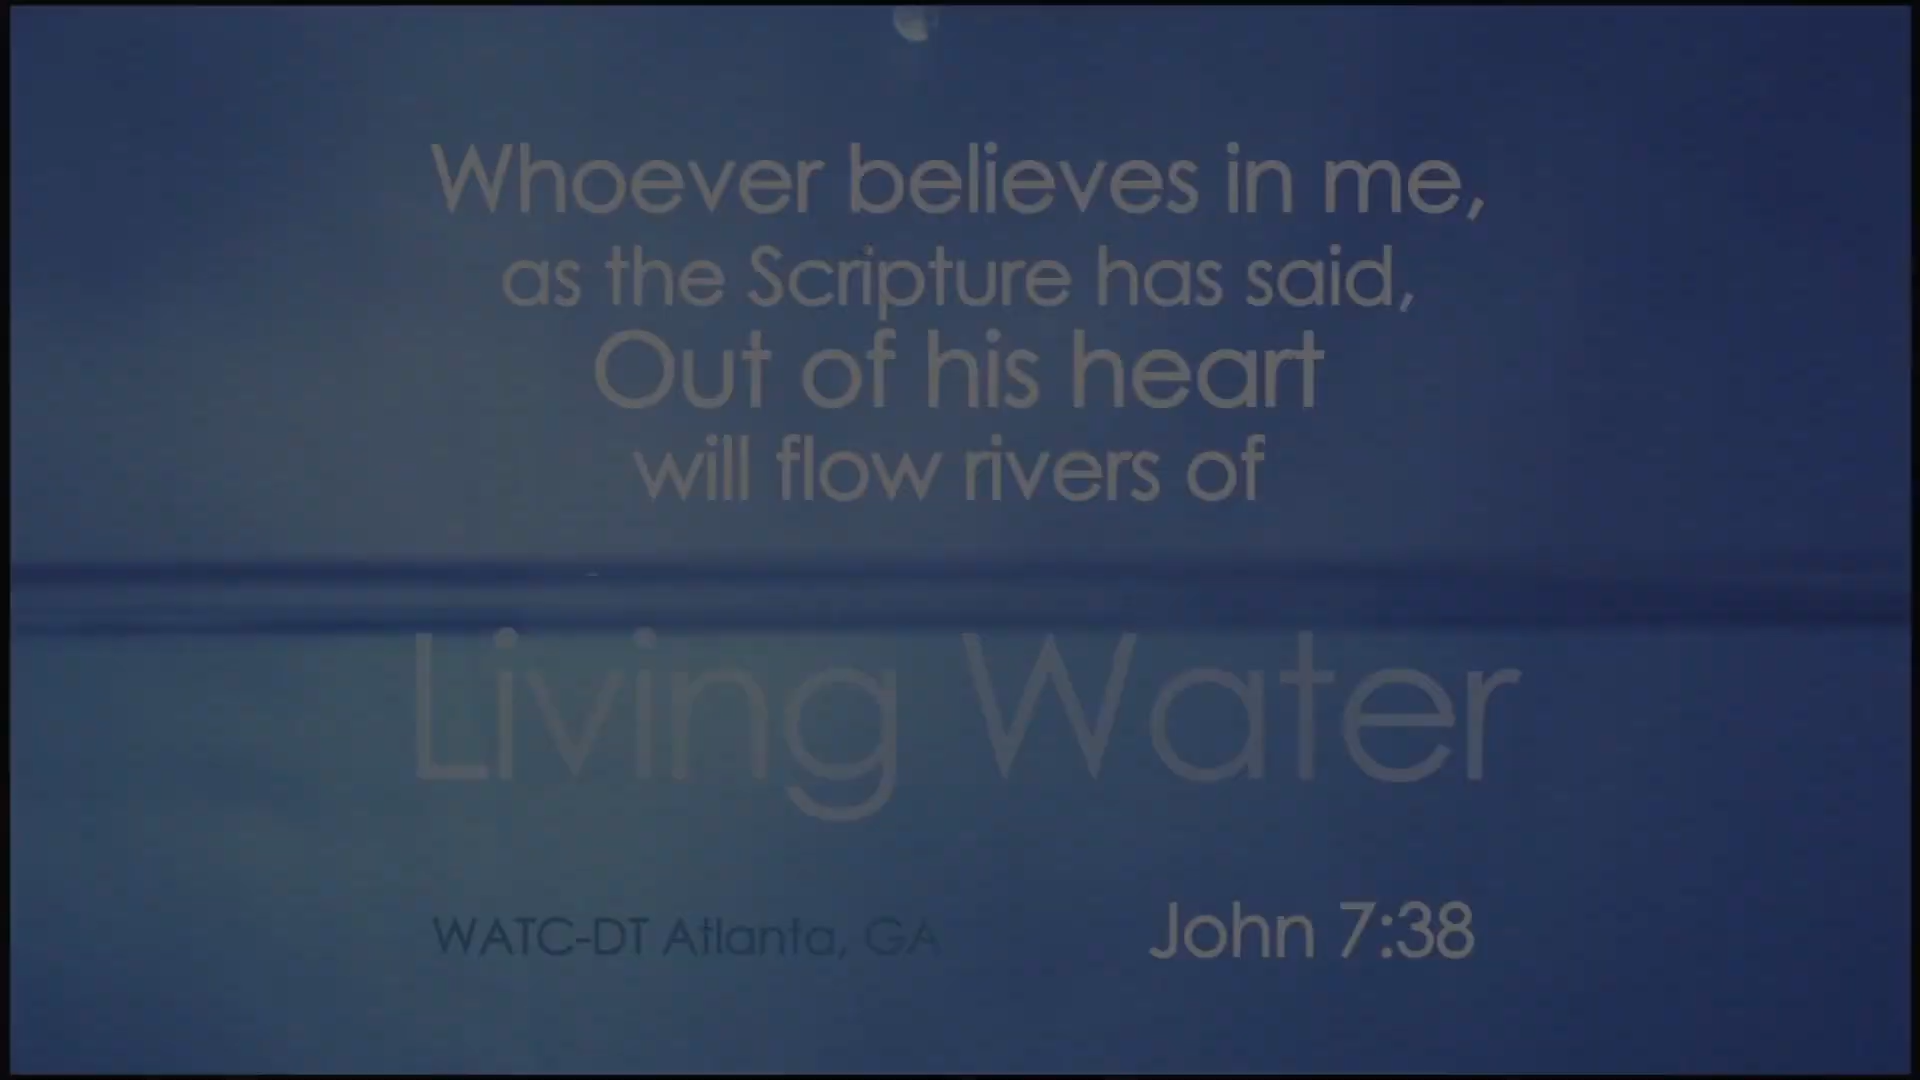 Whoever believes in me,
as the Scripture has said,
Out of his heart
will flow rivers of
Living Water
WATC-DT Atlanta, GA
John 7:38